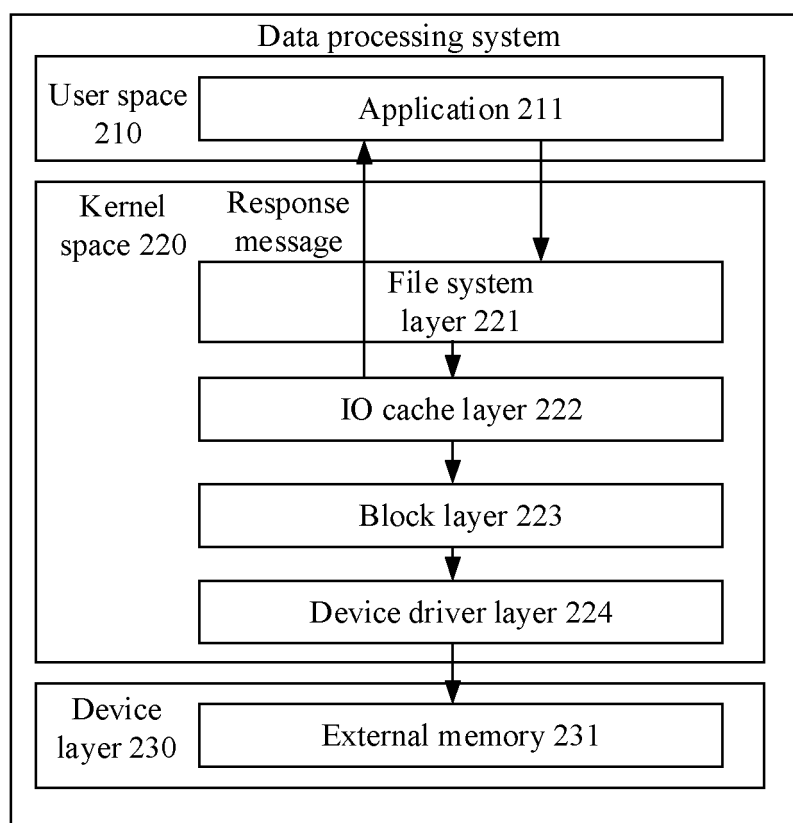 Data processing system
User space
210
Application 211
Kernel
space 220
Response
message
File system
layer 221
IO cache layer 222
Block layer 223
Device driver layer 224
Device
layer 230
External memory 231